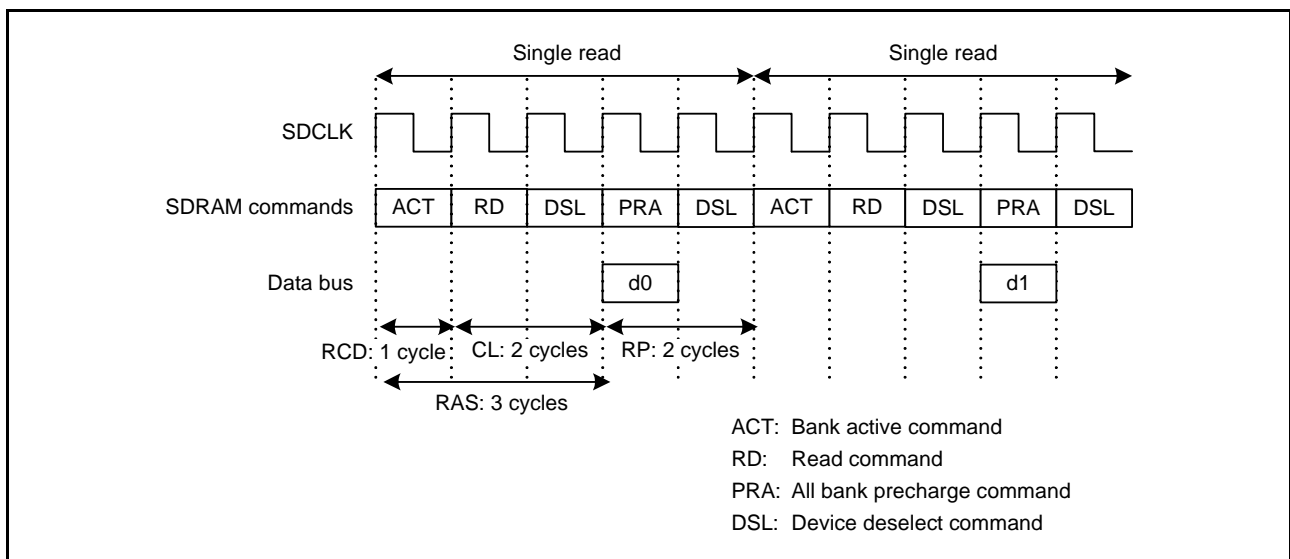 Single read Single read
SDCLK
SDRAM commands ACT RD DSL PRA DSL ACT RD DSL PRA DSL
Data bus d0 d1
RCD: 1 cycle CL: 2 cycles RP: 2 cycles
RAS: 3 cycles
ACT: Bank active command
RD: Read command
PRA: All bank precharge command
DSL: Device deselect command